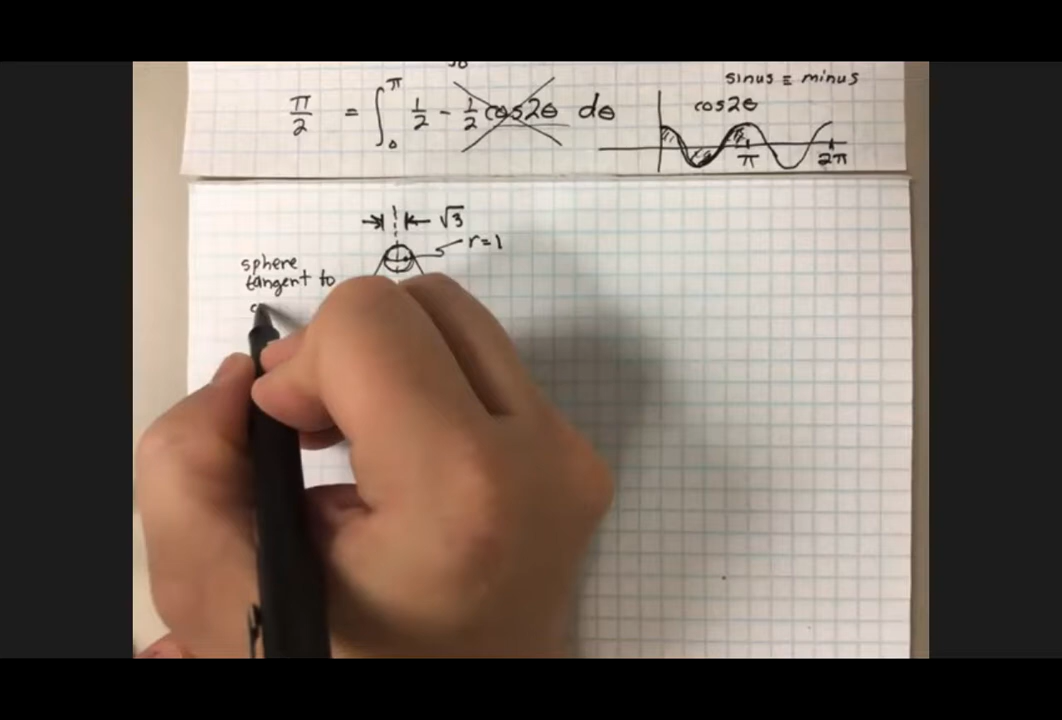 sinus ≡ minus
π/2 = ∫₀^π 1/2 - 1/2 cos2θ dθ
cos2θ
π 2π
√3
r=1
sphere
tangent to